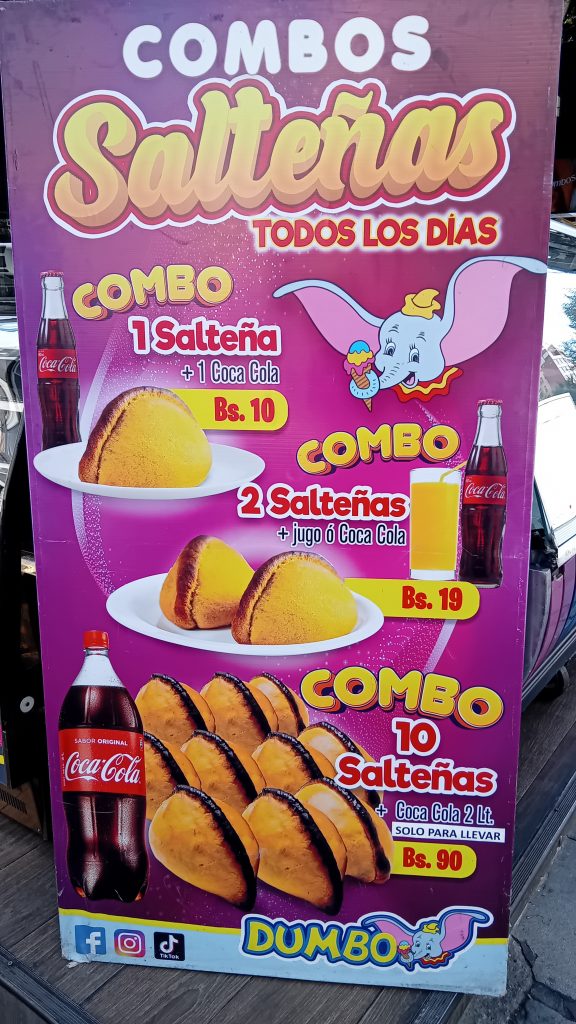 COMBOS
Salteñas
TODOS LOS DÍAS
COMBO
1 Salteña
+ 1 Coca Cola
Bs. 10
Coca-Cola
COMBO
2 Salteñas
+ jugo ó Coca Cola
Bs. 19
Coca-Cola
COMBO
10
Salteñas
+ Coca Cola 2 Lt.
SOLO PARA LLEVAR
Bs. 90
SABOR ORIGINAL
Coca-Cola
TikTok
DUMBO